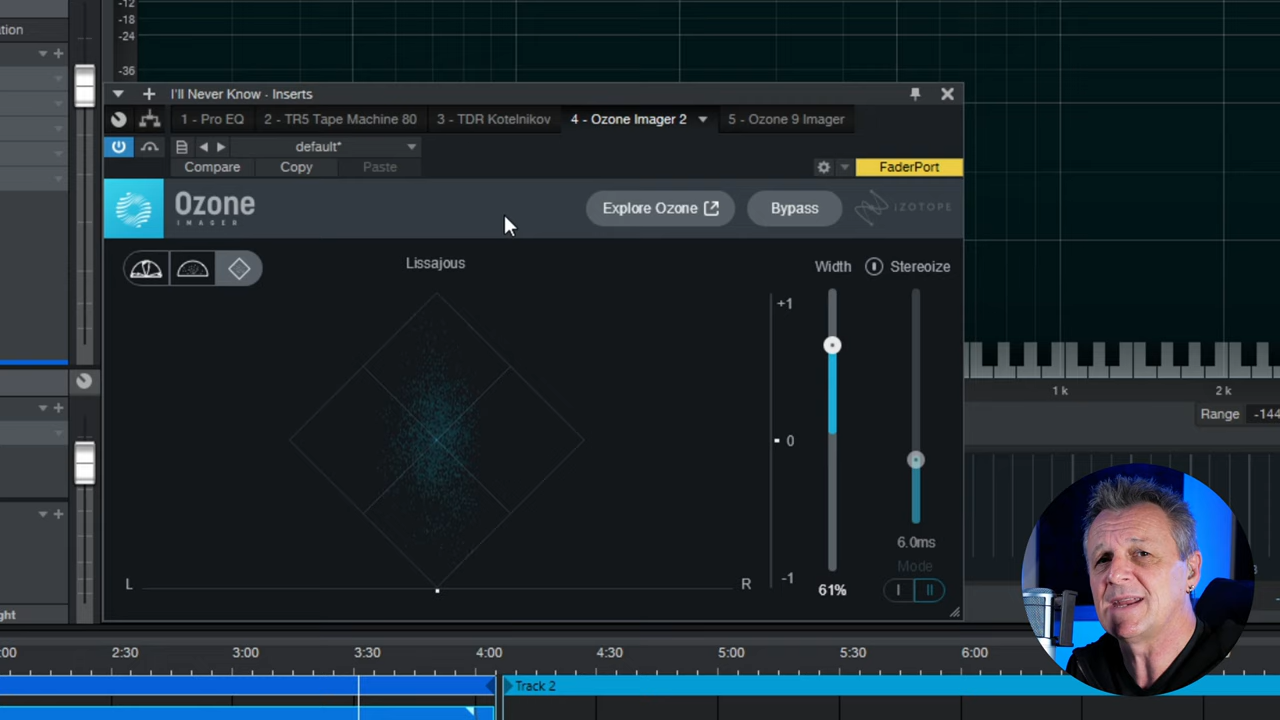 -12
-18
-24
-36
ation
I'll Never Know - Inserts
1 - Pro EQ 2 - TR5 Tape Machine 80 3 - TDR Kotelnikov 4 - Ozone Imager 2 5 - Ozone 9 Imager
default*
Compare Copy Paste FaderPort
Ozone
IMAGER
Explore Ozone Bypass IZOTOPE
Lissajous
Width Stereoize
+1
0
-1
L R
61%
6.0ms
Mode
I II
1 k 2 k
Range -144
ght
:00 2:30 3:00 3:30 4:00 4:30 5:00 5:30 6:00
Track 2